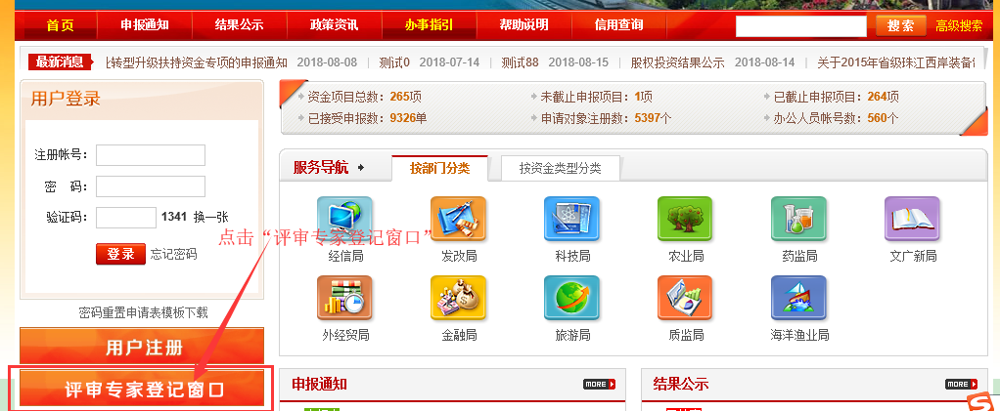 首页 申报通知 结果公示 政策资讯 办事指引 帮助说明 信用查询 搜索 高级搜索
最新消息 转型升级扶持资金专项的申报通知 2018-08-08 测试0 2018-07-14 测试88 2018-08-15 股权投资结果公示 2018-08-14 关于2015年省级珠江西岸装备
用户登录
资金项目总数：265项 未截止申报项目：1项 已截止申报项目：264项
已接受申报数：9326单 申请对象注册数：5397个 办公人员帐号数：560个
注册帐号：
密 码：
验证码： 1341 换一张
登录 忘记密码
点击“评审专家登记窗口”
密码重置申请表模板下载
用户注册
评审专家登记窗口
服务导航 按部门分类 按资金类型分类
经信局 发改局 科技局 农业局 药监局 文广新局
外经贸局 金融局 旅游局 质监局 海洋渔业局
申报通知 MORE 结果公示 MORE